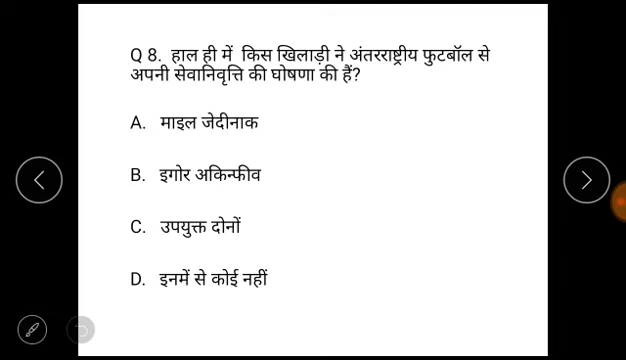 Q 8. हाल ही में किस खिलाड़ी ने अंतरराष्ट्रीय फुटबॉल से
अपनी सेवानिवृत्ति की घोषणा की हैं?
A. माइल जेदीनाक
B. इगोर अकिन्फीव
C. उपयुक्त दोनों
D. इनमें से कोई नहीं